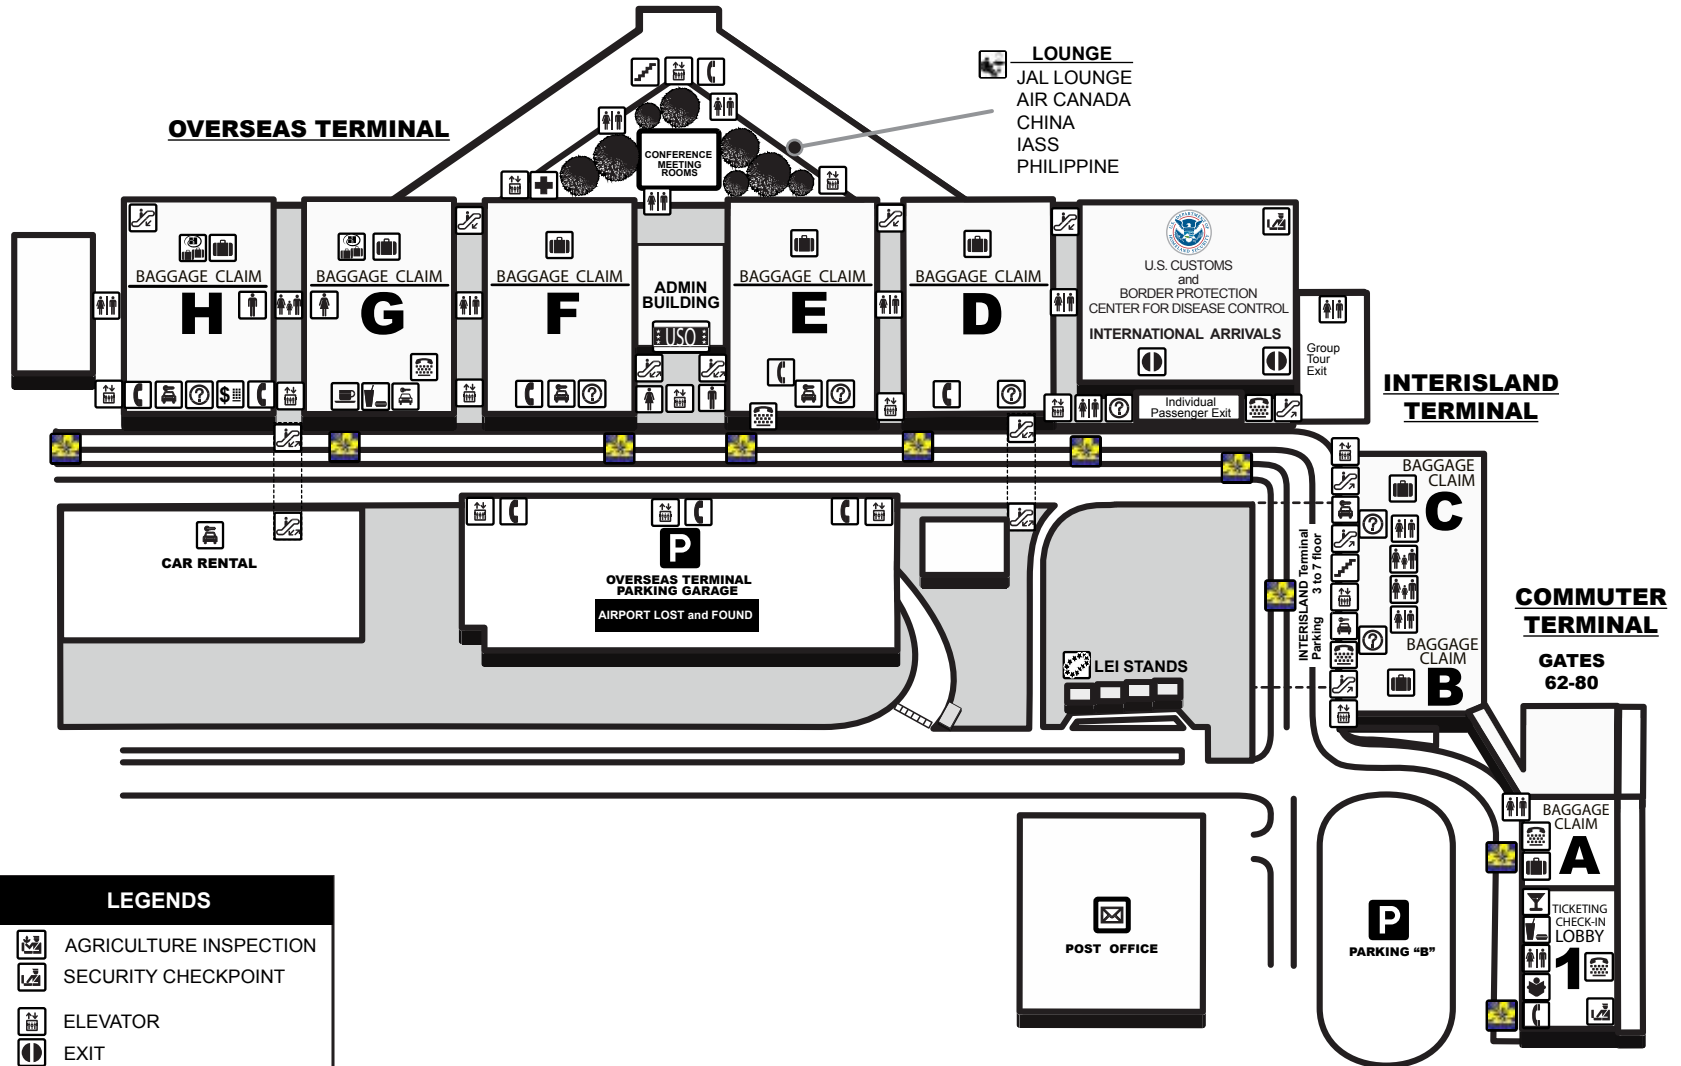 LOUNGE
JAL LOUNGE
AIR CANADA
CHINA
IASS
PHILIPPINE
OVERSEAS TERMINAL
CONFERENCE
MEETING
ROOMS
BAGGAGE CLAIM
H
BAGGAGE CLAIM
G
BAGGAGE CLAIM
F
ADMIN
BUILDING
USO
BAGGAGE CLAIM
E
BAGGAGE CLAIM
D
U.S. CUSTOMS
and
BORDER PROTECTION
CENTER FOR DISEASE CONTROL
INTERNATIONAL ARRIVALS
Group
Tour
Exit
Individual
Passenger Exit
$
?
?
?
?
?
INTERISLAND
TERMINAL
BAGGAGE
CLAIM
C
?
?
BAGGAGE
CLAIM
B
INTERISLAND Terminal
Parking 3 to 7 floor
CAR RENTAL
P
OVERSEAS TERMINAL
PARKING GARAGE
AIRPORT LOST and FOUND
LEI STANDS
COMMUTER
TERMINAL
GATES
62-80
BAGGAGE
CLAIM
A
TICKETING
CHECK-IN
LOBBY
1
POST OFFICE
P
PARKING “B”
LEGENDS
AGRICULTURE INSPECTION
SECURITY CHECKPOINT
ELEVATOR
EXIT